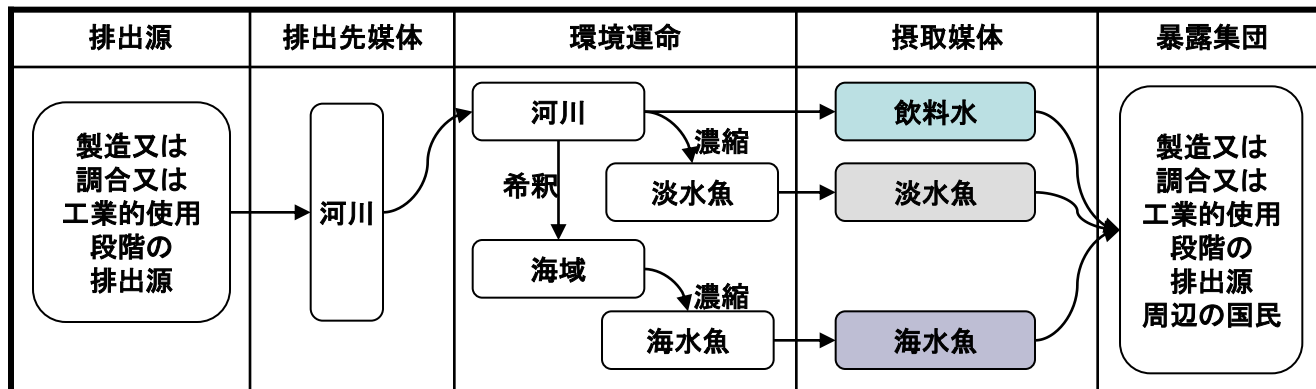 排出源
排出先媒体
環境運命
摂取媒体
暴露集団
製造又は
調合又は
工業的使用
段階の
排出源
河川
河川
濃縮
希釈
淡水魚
海域
濃縮
海水魚
飲料水
淡水魚
海水魚
製造又は
調合又は
工業的使用
段階の
排出源
周辺の国民